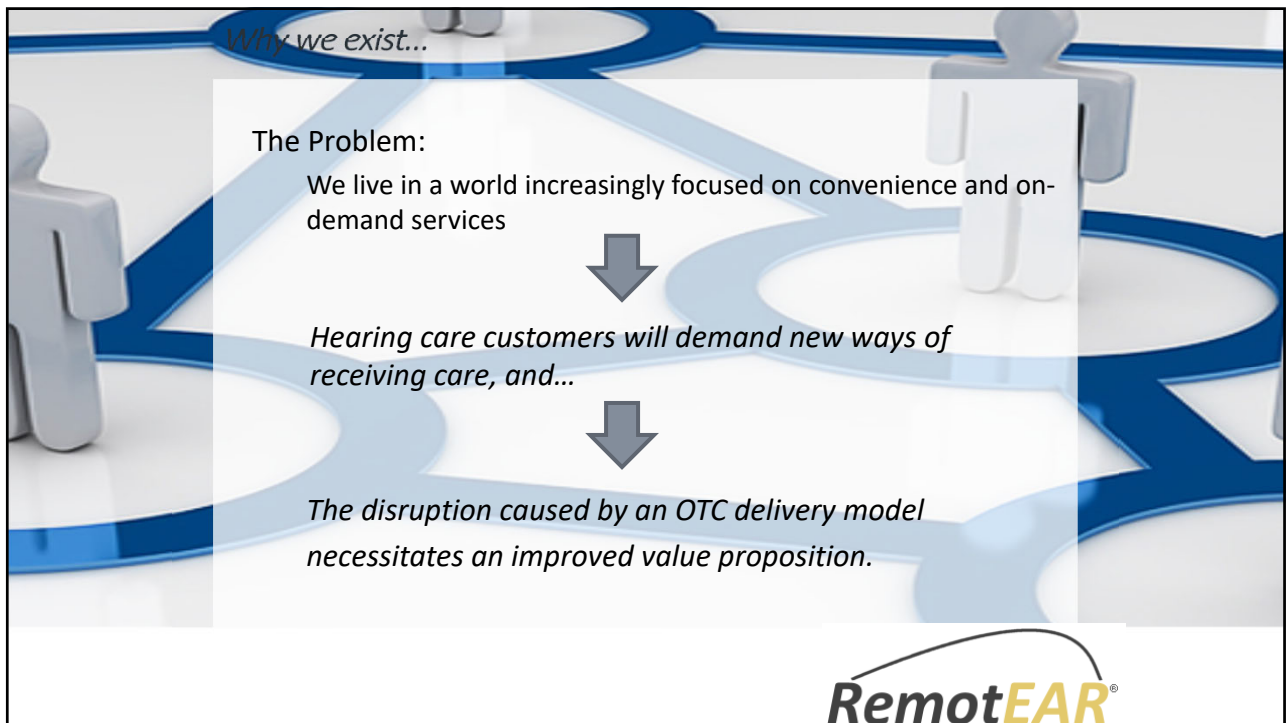 Why we exist...
The Problem:
We live in a world increasingly focused on convenience and on-
demand services
Hearing care customers will demand new ways of
receiving care, and…
The disruption caused by an OTC delivery model
necessitates an improved value proposition.
RemotEAR®